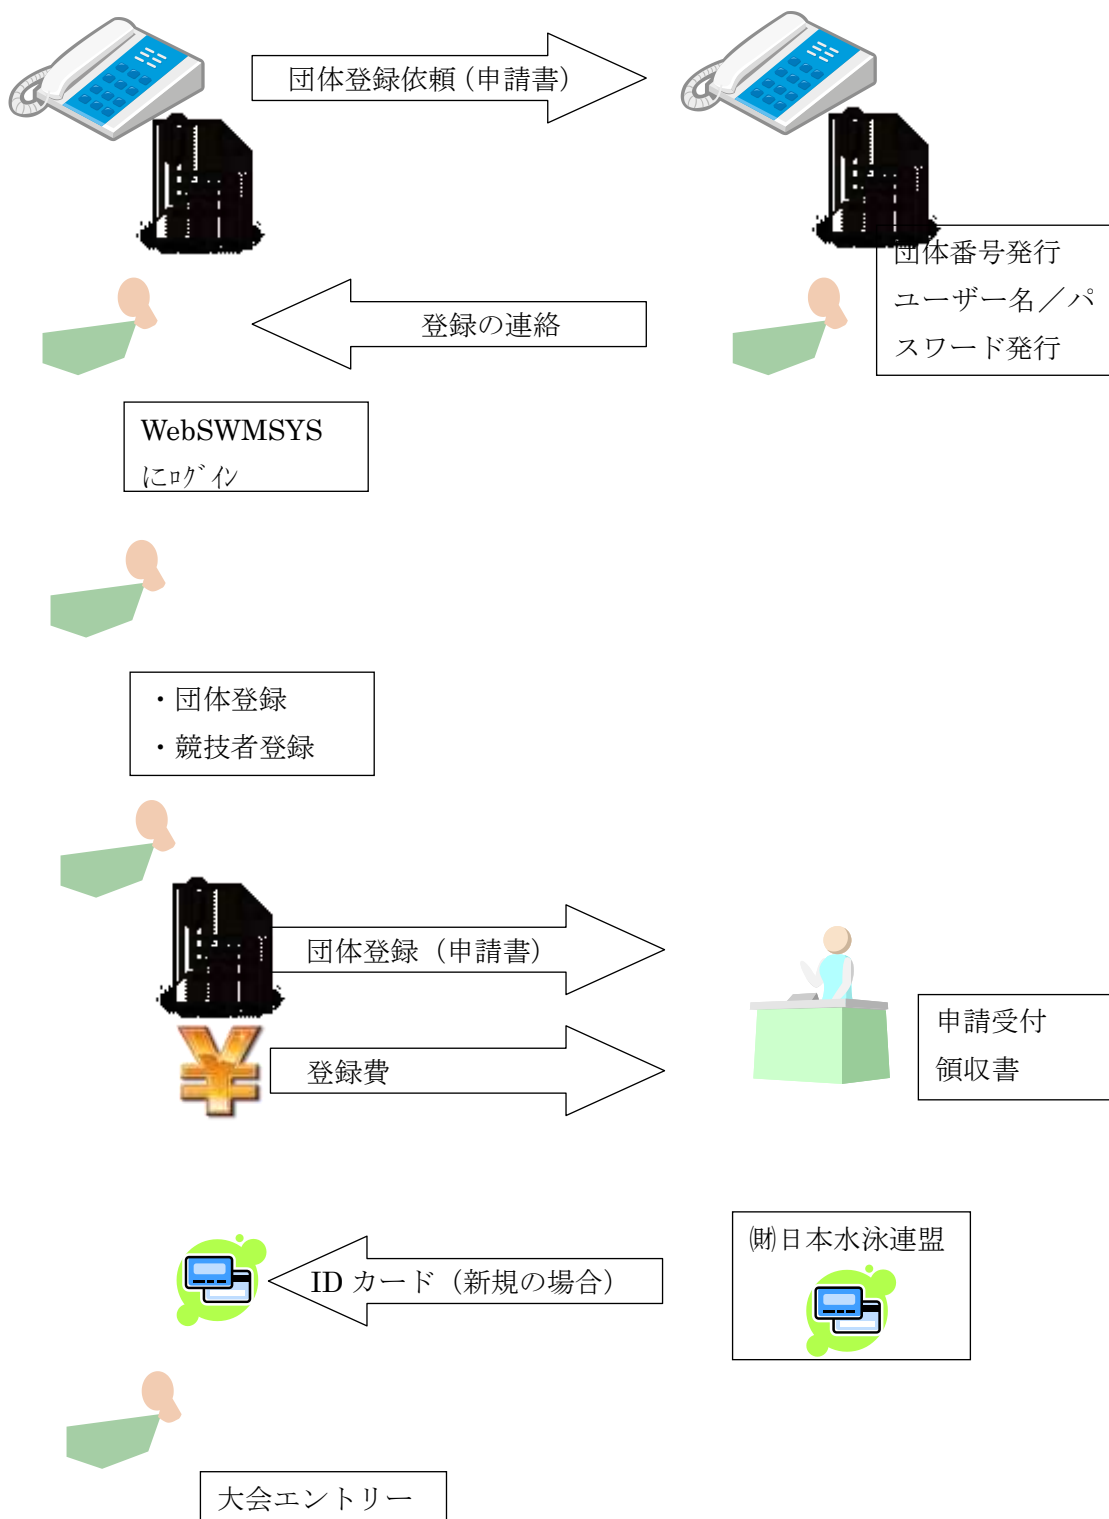 団体登録依頼（申請書）
団体番号発行
ユーザー名／パ
スワード発行
登録の連絡
WebSWMSYS
にﾛｸﾞｲﾝ
・団体登録
・競技者登録
団体登録（申請書）
申請受付
領収書
登録費
㈶日本水泳連盟
ID カード（新規の場合）
大会エントリー